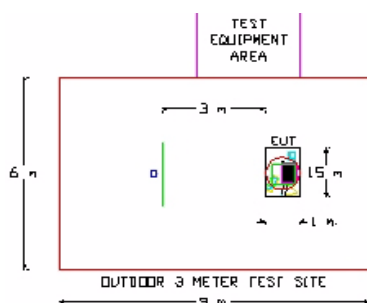 TEST
EQUIPMENT
AREA
3 m
EUT
6 m
1.5 m
1 m
OUTDOOR 3 METER TEST SITE
9 m